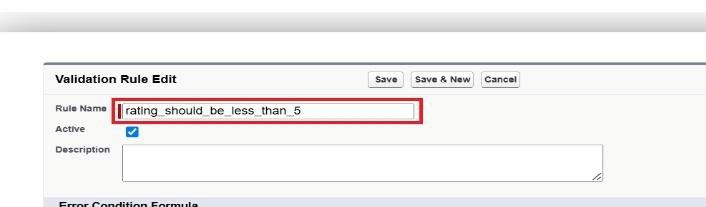 Validation Rule Edit Save Save & New Cancel
Rule Name rating_should_be_less_than_5
Active
Description
Error Condition Formula